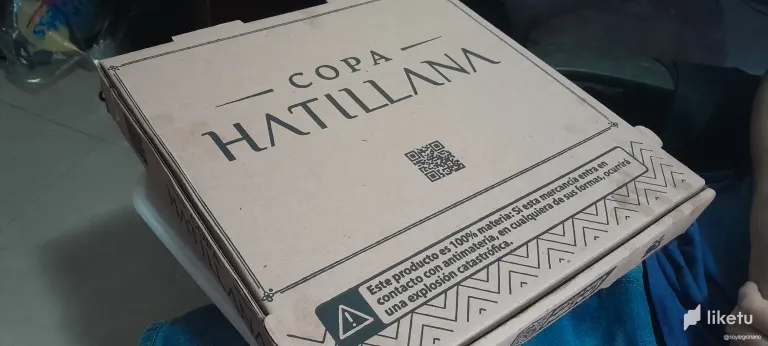 COPA
HATILLANA
Este producto es 100% materia: Si esta mercancía entra en
contacto con antimateria, en cualquiera de sus formas, ocurrirá
una explosión catastrófica.
liketu